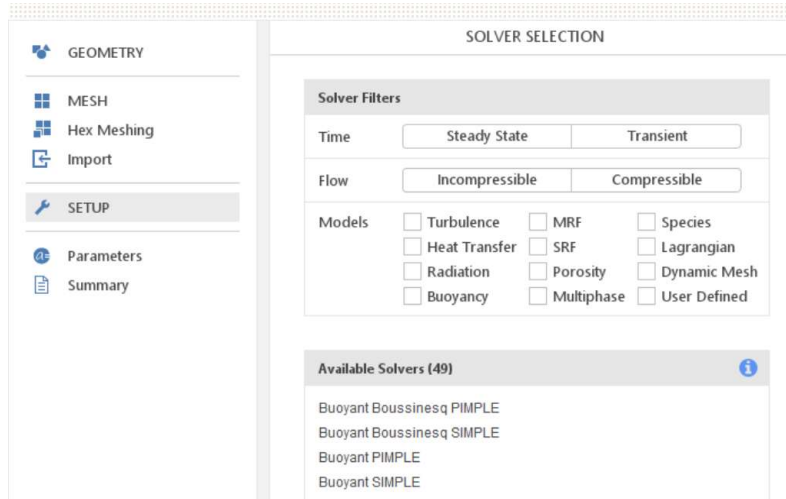 GEOMETRY
MESH
Hex Meshing
Import
SETUP
Parameters
Summary
SOLVER SELECTION
Solver Filters
Time Steady State Transient
Flow Incompressible Compressible
Models Turbulence MRF Species
Heat Transfer SRF Lagrangian
Radiation Porosity Dynamic Mesh
Buoyancy Multiphase User Defined
Available Solvers (49)
Buoyant Boussinesq PIMPLE
Buoyant Boussinesq SIMPLE
Buoyant PIMPLE
Buoyant SIMPLE